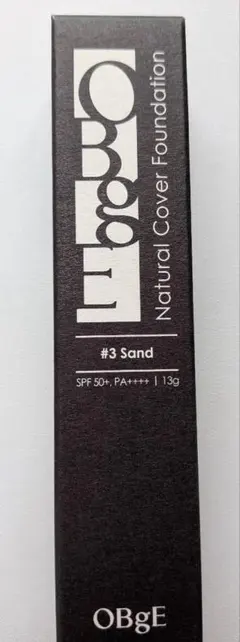 OBgE
Natural Cover Foundation
#3 Sand
SPF 50+, PA++++ | 13g
OBgE